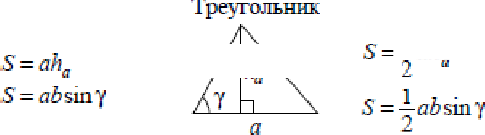 Треугольник
S = ah_a
S = ab sin γ
γ
a
S =
2
a
S = 1/2 ab sin γ